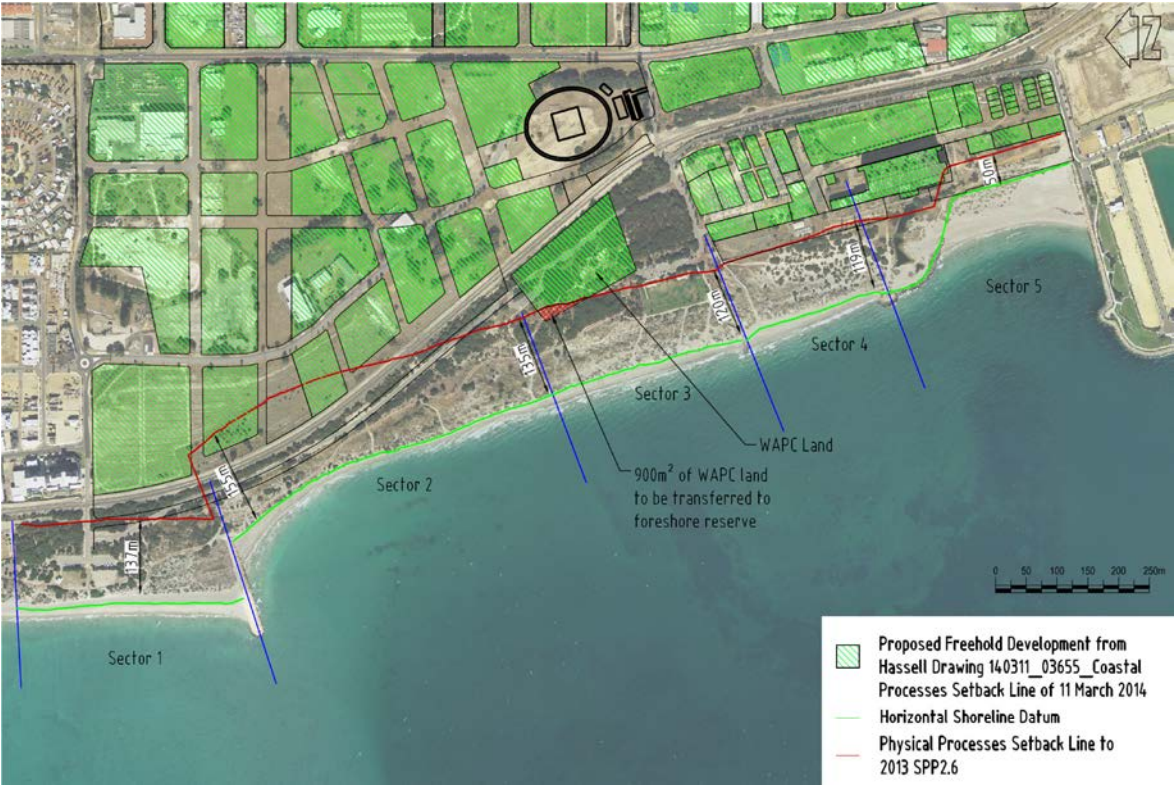 N
50m
119m
Sector 5
120m
Sector 4
135m
Sector 3
WAPC Land
155m
Sector 2
900m² of WAPC land
to be transferred to
foreshore reserve
137m
Sector 1
0 50 100 150 200 250m
Proposed Freehold Development from
Hassell Drawing 140311_03655_Coastal
Processes Setback Line of 11 March 2014
Horizontal Shoreline Datum
Physical Processes Setback Line to
2013 SPP2.6